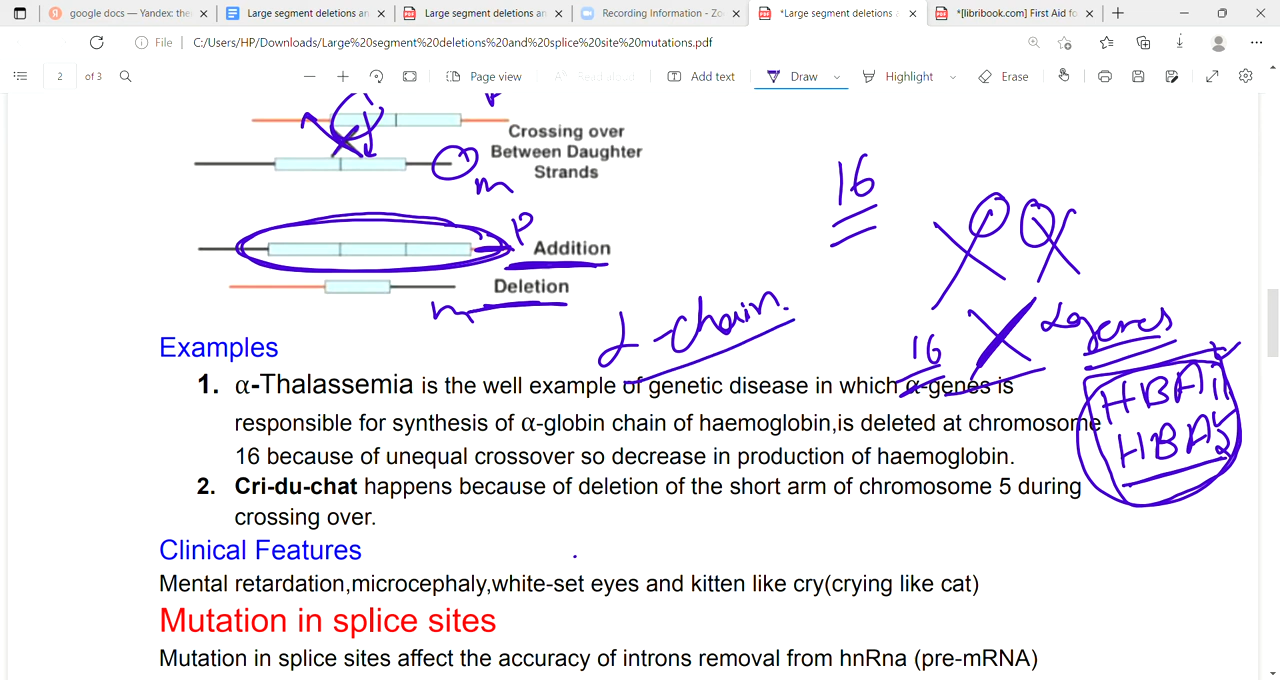 google docs — Yandex: the
Large segment deletions an
Large segment deletions an
Recording Information - Zo
*Large segment deletions a
*[libribook.com] First Aid fo
File
C:/Users/HP/Downloads/Large%20segment%20deletions%20and%20splice%20site%20mutations.pdf
2 of 3
Page view
Read aloud
Add text
Draw
Highlight
Erase
Crossing over
Between Daughter
Strands
m
16
P
Addition
Deletion
m
α-chain.
16
α genes
HBA1
HBA2
Examples
1. α-Thalassemia is the well example of genetic disease in which α-genes is
responsible for synthesis of α-globin chain of haemoglobin,is deleted at chromosome
16 because of unequal crossover so decrease in production of haemoglobin.
2. Cri-du-chat happens because of deletion of the short arm of chromosome 5 during
crossing over.
Clinical Features
Mental retardation,microcephaly,white-set eyes and kitten like cry(crying like cat)
Mutation in splice sites
Mutation in splice sites affect the accuracy of introns removal from hnRna (pre-mRNA)